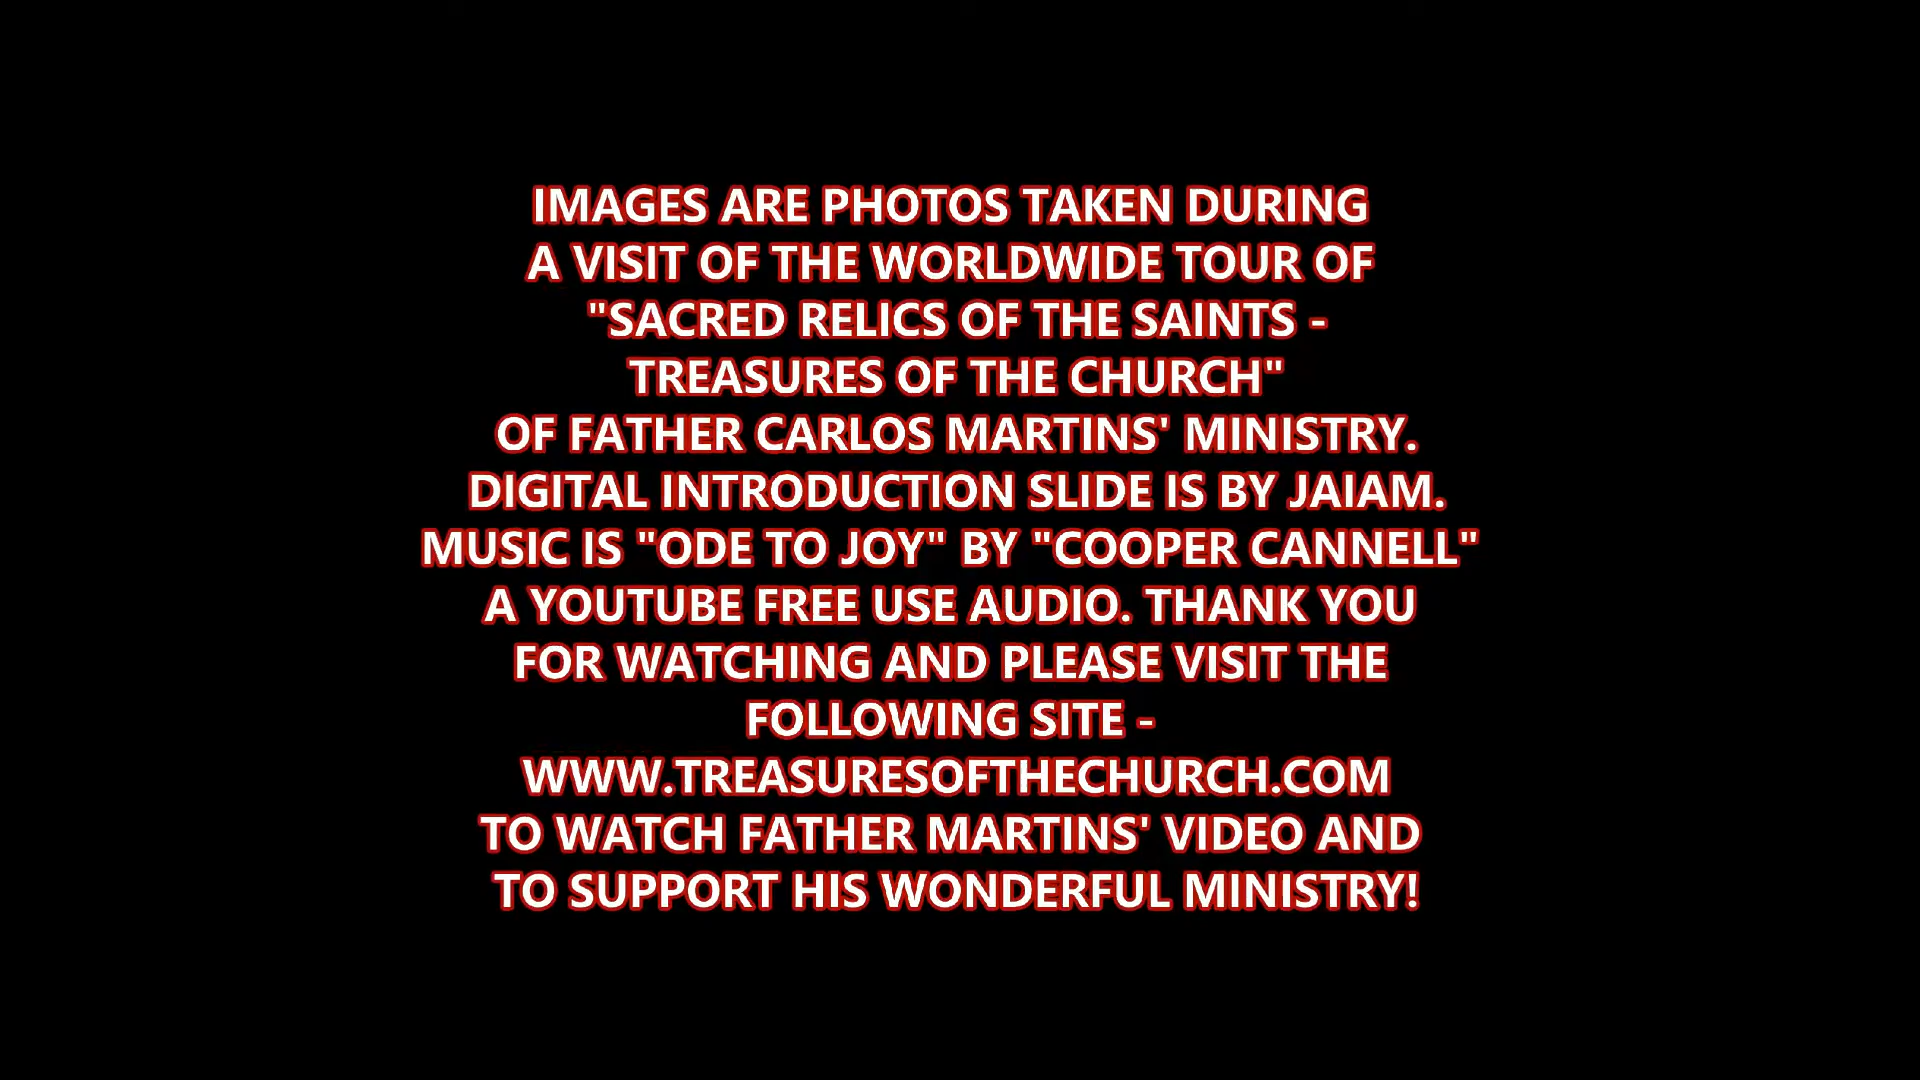 IMAGES ARE PHOTOS TAKEN DURING
A VISIT OF THE WORLDWIDE TOUR OF
"SACRED RELICS OF THE SAINTS -
TREASURES OF THE CHURCH"
OF FATHER CARLOS MARTINS' MINISTRY.
DIGITAL INTRODUCTION SLIDE IS BY JAIAM.
MUSIC IS "ODE TO JOY" BY "COOPER CANNELL"
A YOUTUBE FREE USE AUDIO. THANK YOU
FOR WATCHING AND PLEASE VISIT THE
FOLLOWING SITE -
WWW.TREASURESOFTHECHURCH.COM
TO WATCH FATHER MARTINS' VIDEO AND
TO SUPPORT HIS WONDERFUL MINISTRY!